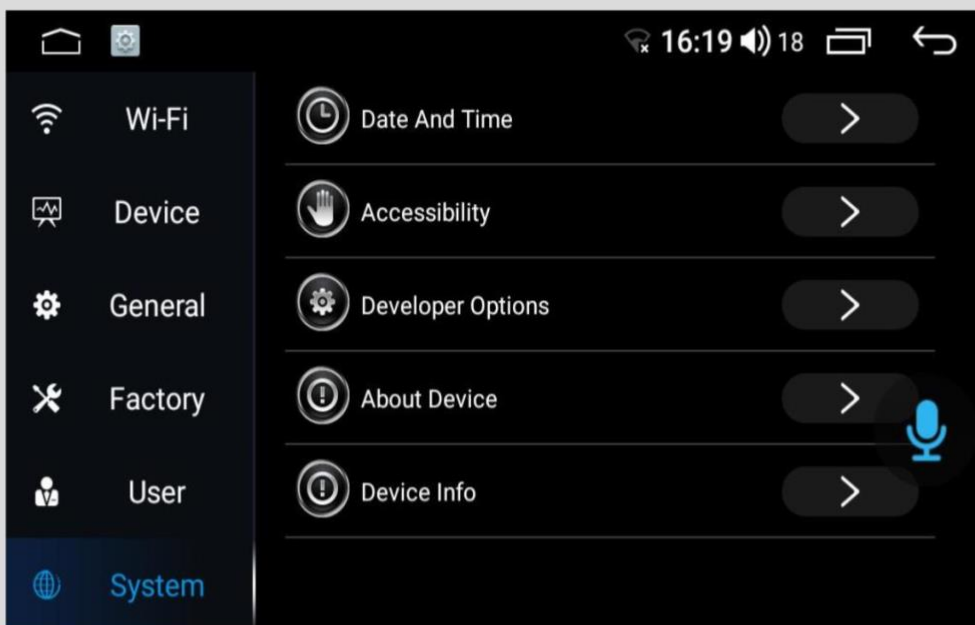 16:19 18
Wi-Fi
Device
General
Factory
User
System
Date And Time
Accessibility
Developer Options
About Device
Device Info